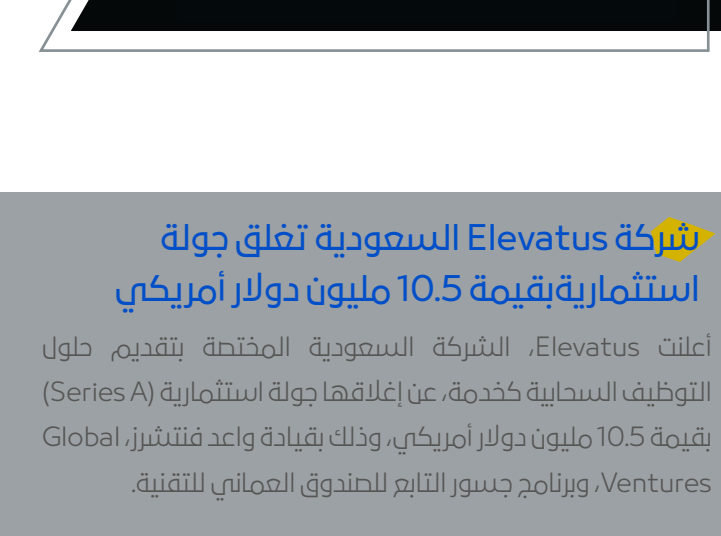 شركة Elevatus السعودية تغلق جولة
استثماريةبقيمة 10.5 مليون دولار أمريكي
أعلنت Elevatus، الشركة السعودية المختصة بتقديم حلول
التوظيف السحابية كخدمة، عن إغلاقها جولة استثمارية (Series A)
بقيمة 10.5 مليون دولار أمريكي، وذلك بقيادة واعد فنتشرز، Global
Ventures، وبرنامج جسور التابع للصندوق العماني للتقنية.